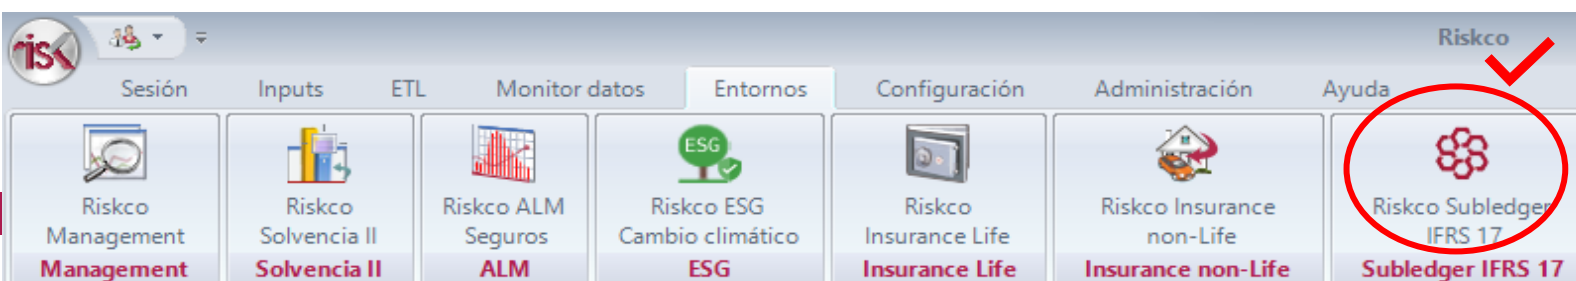 risk
Riskco
Sesión Inputs ETL Monitor datos Entornos Configuración Administración Ayuda
ESG
Riskco Management
Riskco Solvencia II
Riskco ALM Seguros
Riskco ESG Cambio climático
Riskco Insurance Life
Riskco Insurance non-Life
Riskco Subledger IFRS 17
Management Solvencia II ALM ESG Insurance Life Insurance non-Life Subledger IFRS 17